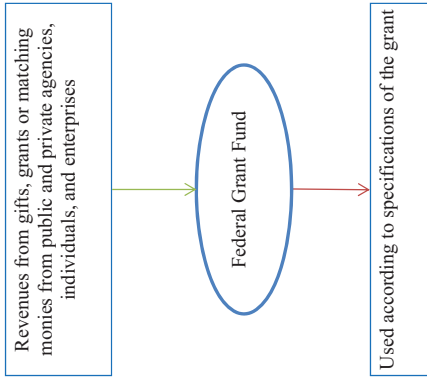 Revenues from gifts, grants or matching
monies from public and private agencies,
individuals, and enterprises
Federal Grant Fund
Used according to specifications of the grant